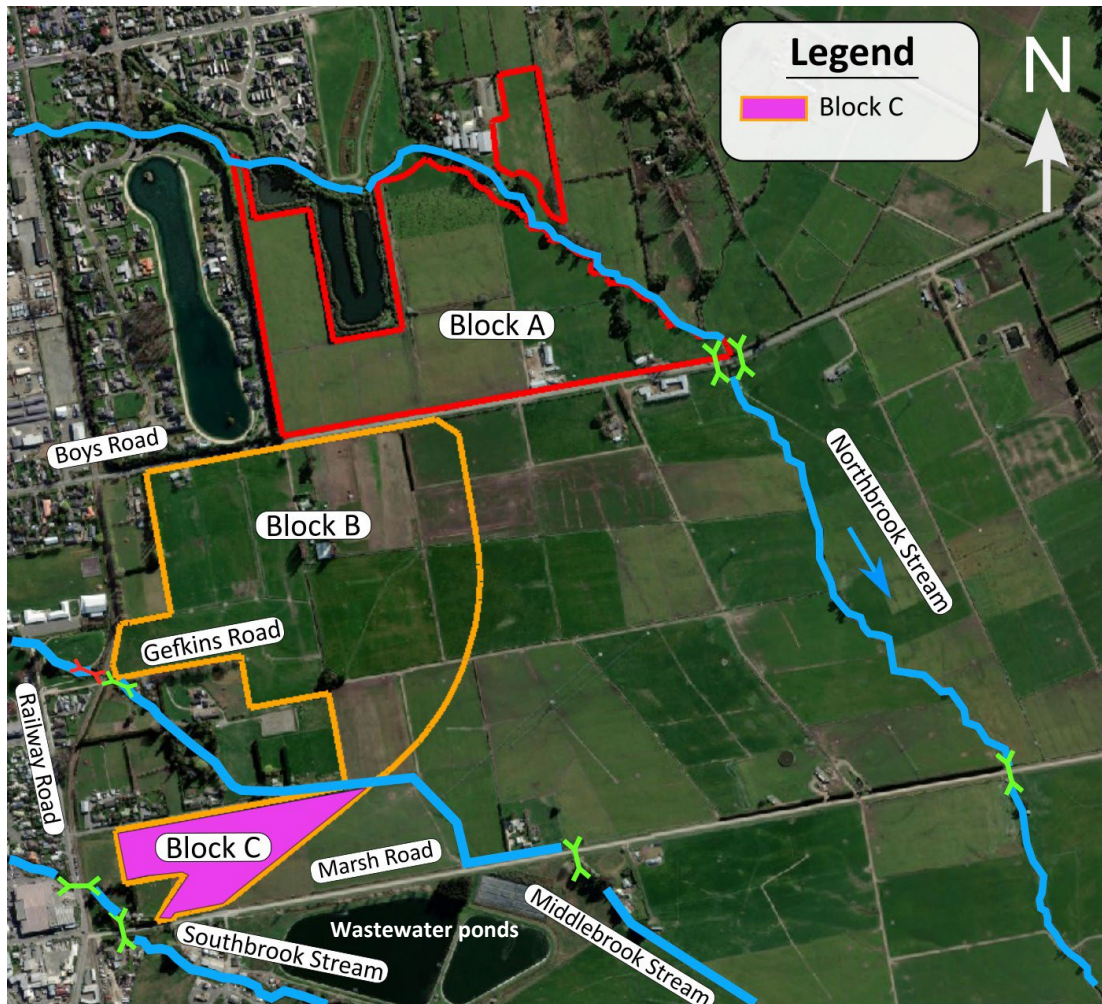 Legend
Block C
N
Block A
Boys Road
Block B
Northbrook Stream
Gefkins Road
Railway Road
Block C
Marsh Road
Wastewater ponds
Southbrook Stream
Middlebrook Stream